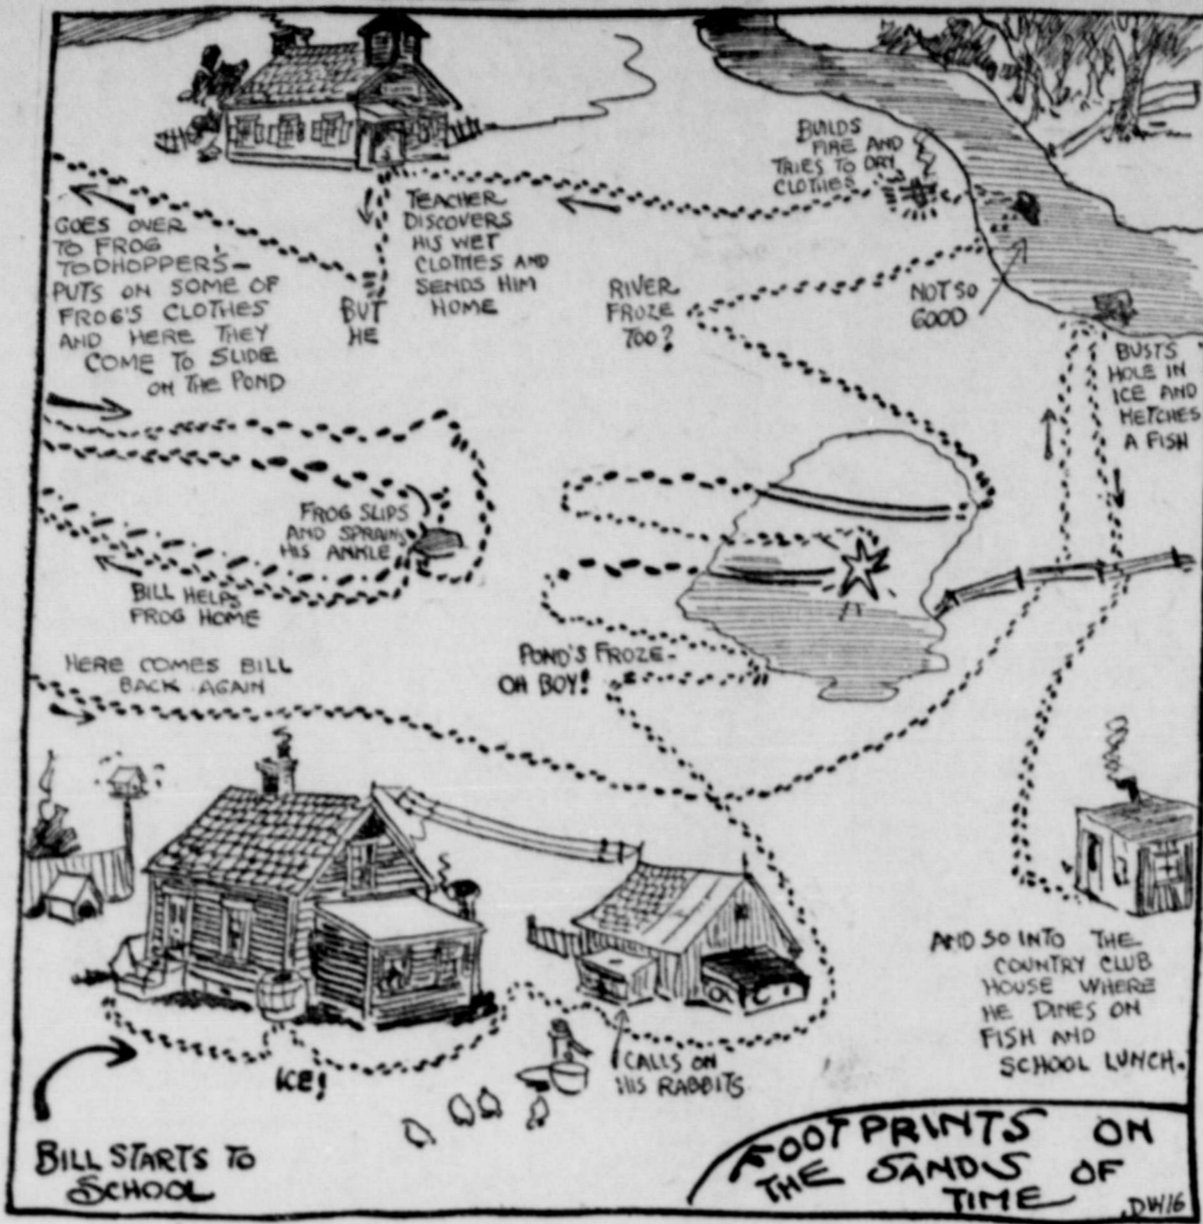 BILL STARTS TO
SCHOOL
ICE!
CALLS ON
HIS RABBITS
POND'S FROZE-
OH BOY!
RIVER
FROZE
TOO?
NOT SO
GOOD
BUILDS
FIRE AND
TRIES TO DRY
CLOTHES
TEACHER
DISCOVERS
HIS WET
CLOTHES AND
SENDS HIM
HOME
BUT
HE
GOES OVER
TO FROG
TODHOPPERS—
PUTS ON SOME OF
FROG'S CLOTHES
AND HERE THEY
COME TO SLIDE
ON THE POND
FROG SLIPS
AND SPRAINS
HIS ANKLE
BILL HELPS
FROG HOME
HERE COMES BILL
BACK AGAIN
BUSTS
HOLE IN
ICE AND
KETCHES
A FISH
AND SO INTO THE
COUNTRY CLUB
HOUSE WHERE
HE DINES ON
FISH AND
SCHOOL LUNCH.
FOOTPRINTS ON
THE SANDS OF
TIME
DW16